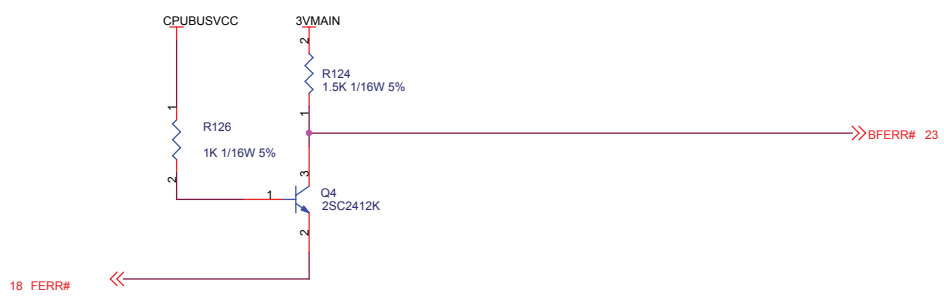 CPUBUSVCC
3VMAIN
2
R124
1.5K 1/16W 5%
1
1
R126
1K 1/16W 5%
2
BFERR# 23
3
1
Q4
2SC2412K
2
18 FERR#